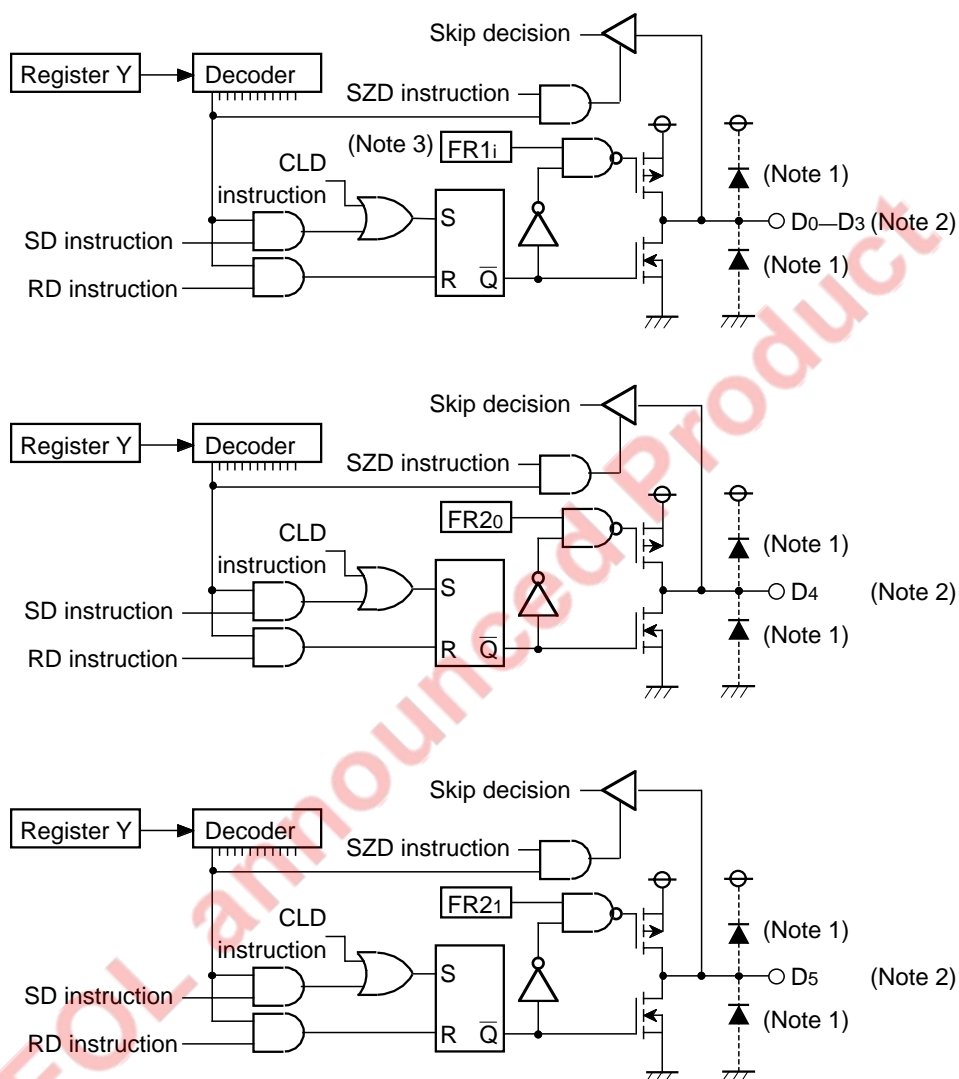 Skip decision
Register Y
Decoder
SZD instruction
(Note 3)
FR1i
CLD
instruction
(Note 1)
S
D0—D3 (Note 2)
SD instruction
(Note 1)
RD instruction
R
Q
Skip decision
Register Y
Decoder
SZD instruction
FR20
CLD
instruction
(Note 1)
S
D4
(Note 2)
SD instruction
(Note 1)
RD instruction
R
Q
Skip decision
Register Y
Decoder
SZD instruction
FR21
CLD
instruction
(Note 1)
S
D5
(Note 2)
SD instruction
(Note 1)
RD instruction
R
Q
EOL announced Product